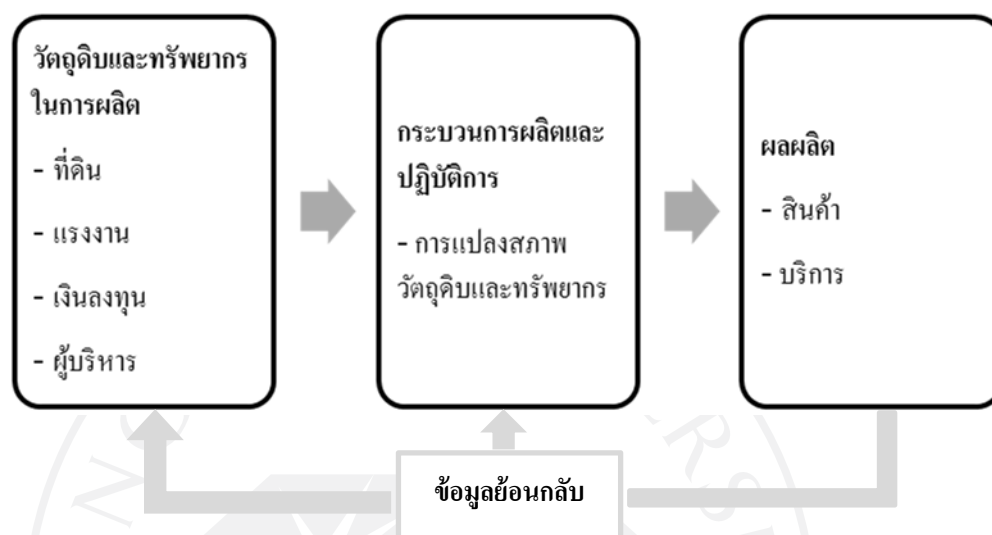 วัตถุดิบและทรัพยากร
ในการผลิต
- ที่ดิน
- แรงงาน
- เงินลงทุน
- ผู้บริหาร
กระบวนการผลิตและ
ปฏิบัติการ
- การแปลงสภาพ
วัตถุดิบและทรัพยากร
ผลผลิต
- สินค้า
- บริการ
ข้อมูลย้อนกลับ